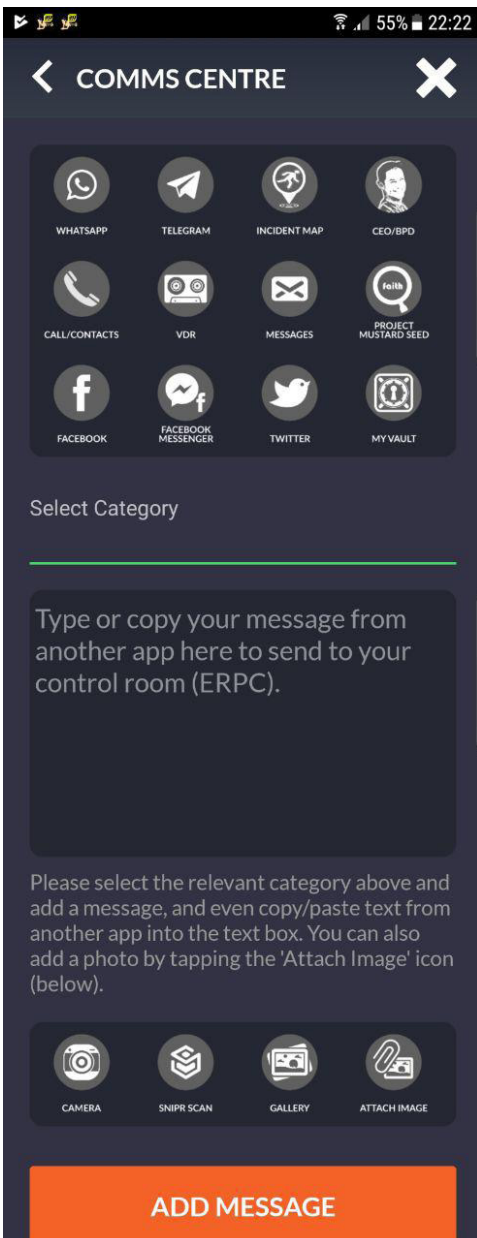 55% 22:22
COMMS CENTRE
WHATSAPP TELEGRAM INCIDENT MAP CEO/BPD
CALL/CONTACTS VDR MESSAGES faith PROJECT
MUSTARD SEED
f FACEBOOK f FACEBOOK
MESSENGER TWITTER MY VAULT
Select Category
Type or copy your message from
another app here to send to your
control room (ERPC).
Please select the relevant category above and
add a message, and even copy/paste text from
another app into the text box. You can also
add a photo by tapping the 'Attach Image' icon
(below).
CAMERA SNIPR SCAN GALLERY ATTACH IMAGE
ADD MESSAGE